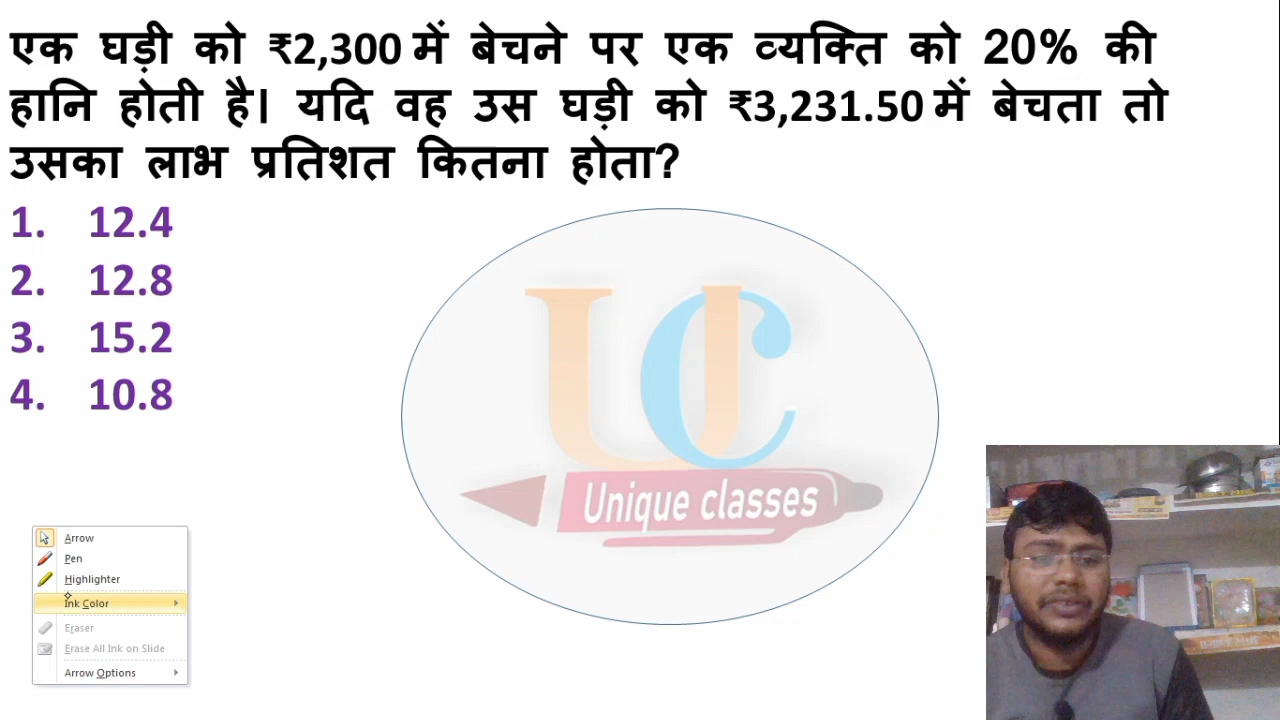 एक घड़ी को ₹2,300 में बेचने पर एक व्यक्ति को 20% की
हानि होती है। यदि वह उस घड़ी को ₹3,231.50 में बेचता तो
उसका लाभ प्रतिशत कितना होता?
1. 12.4
2. 12.8
3. 15.2
4. 10.8
UC
Unique classes
Arrow
Pen
Highlighter
Ink Color
Eraser
Erase All Ink on Slide
Arrow Options